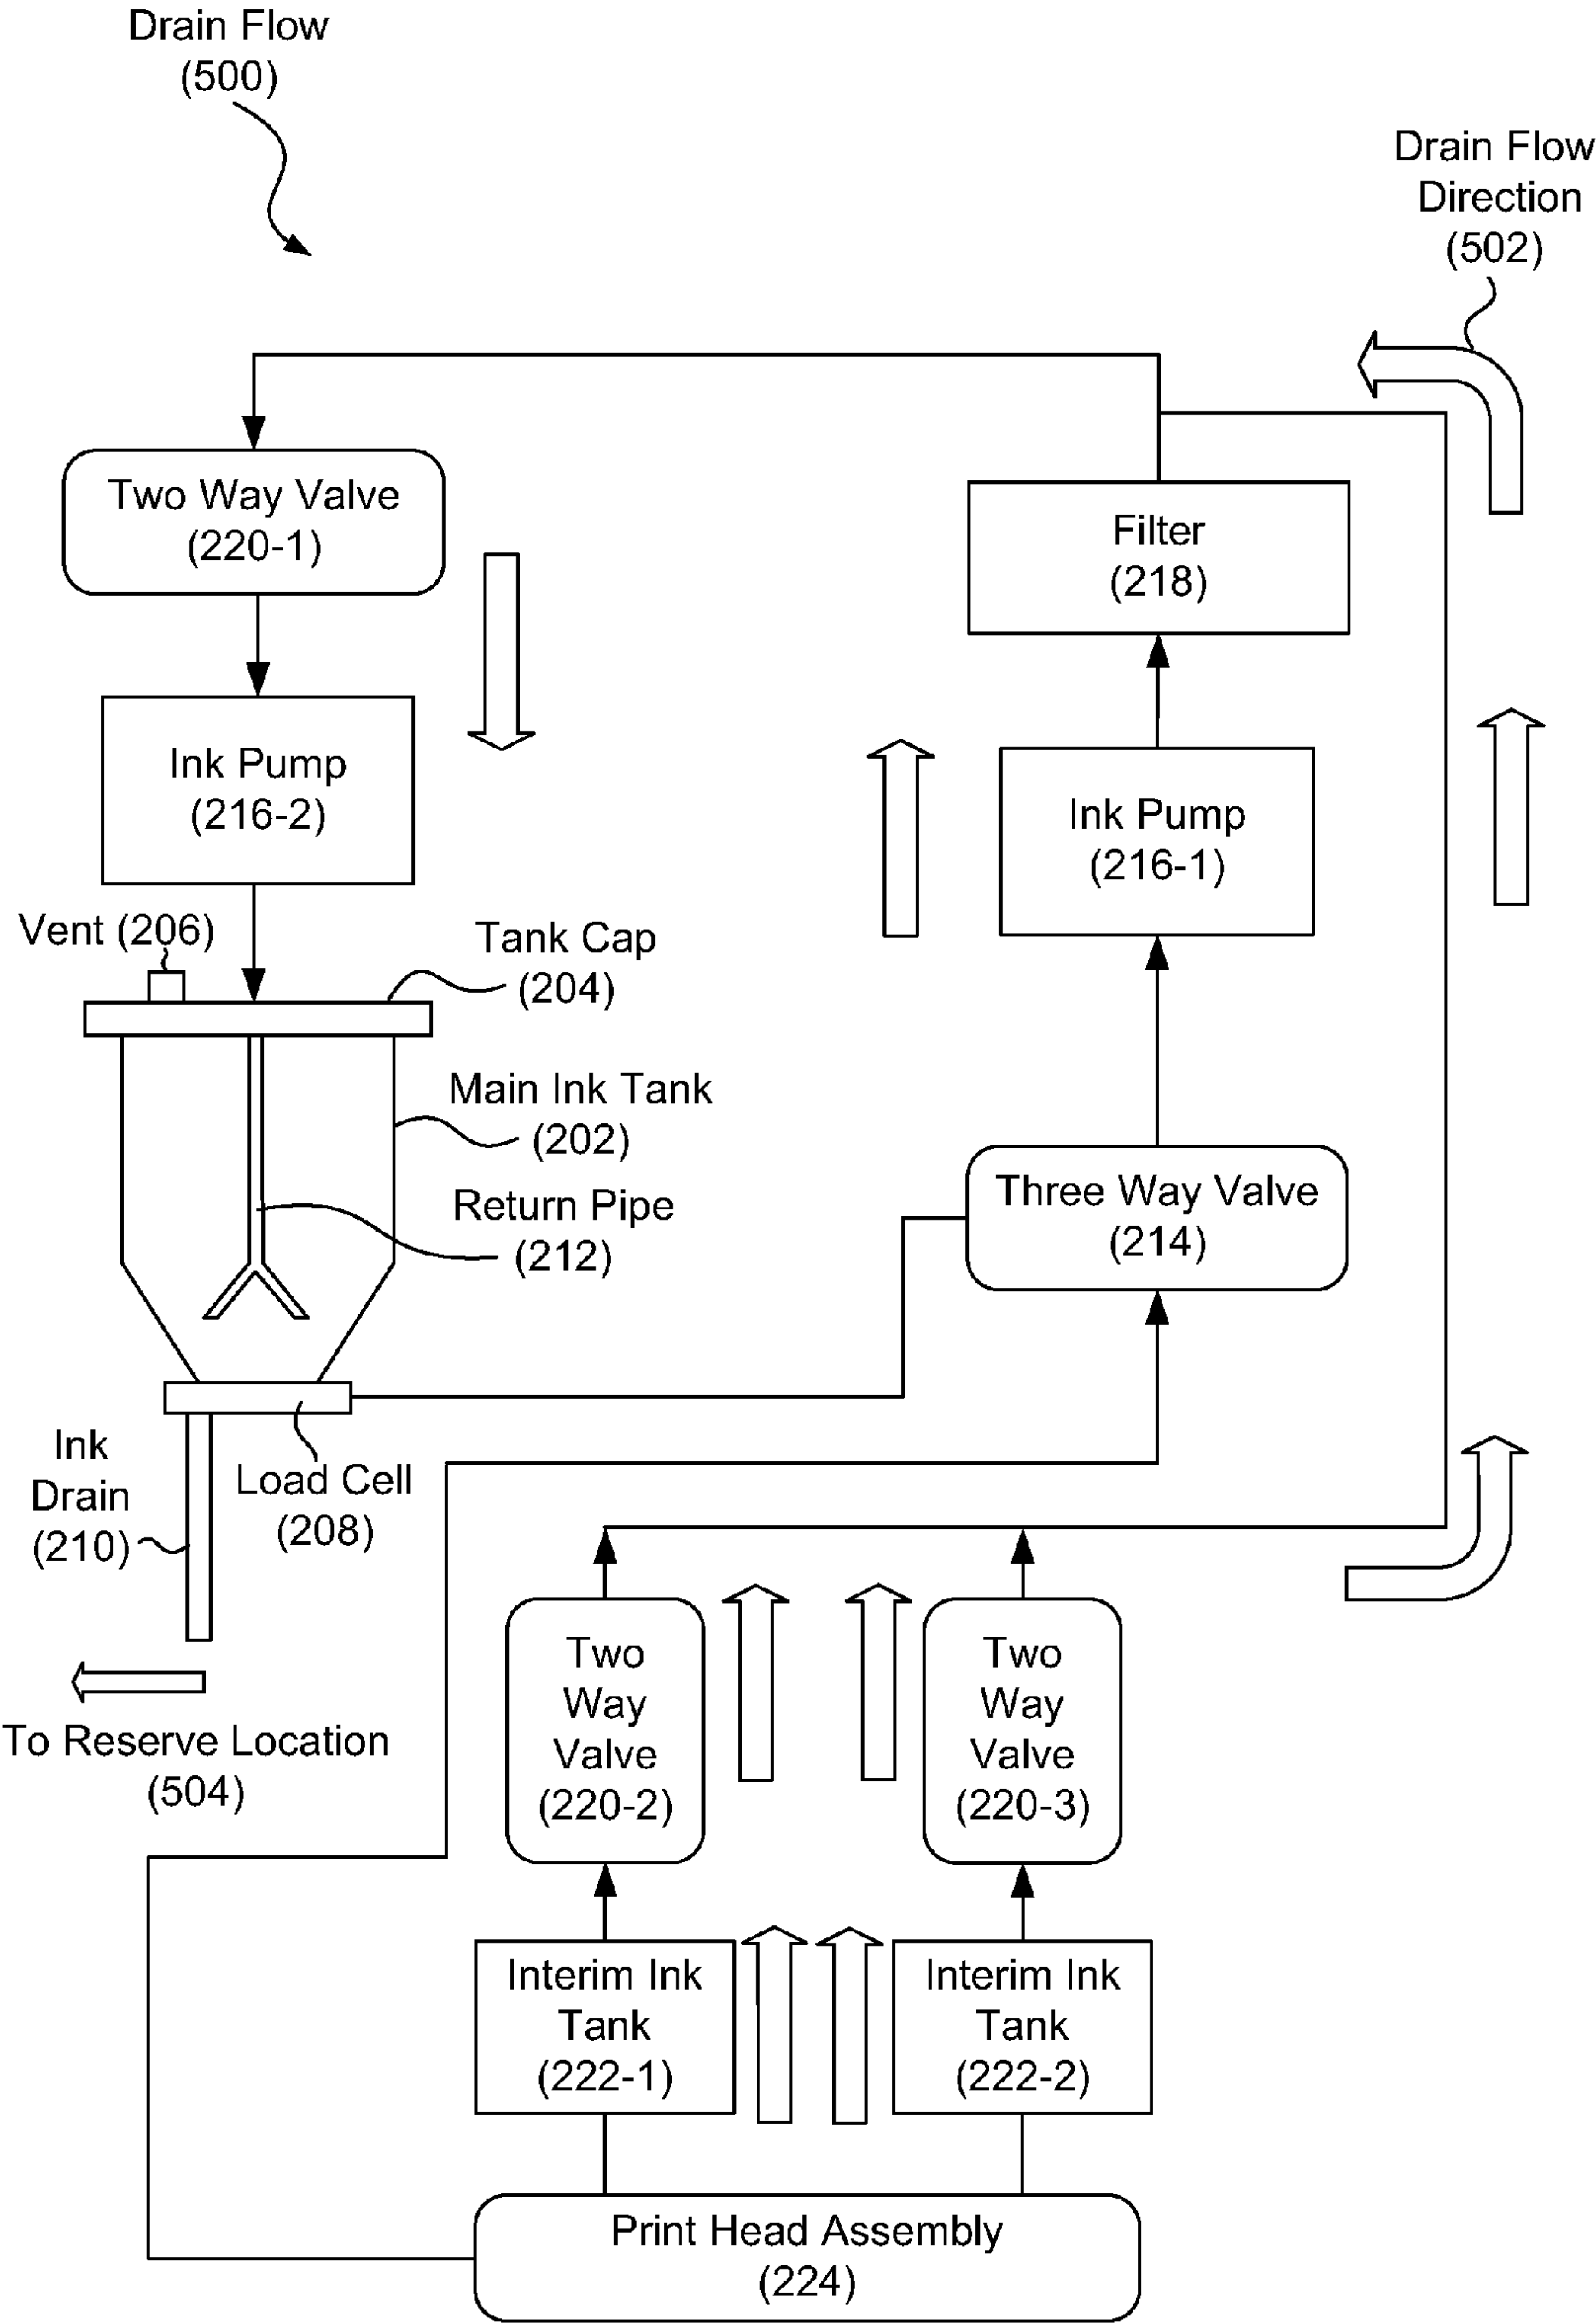 Drain Flow
(500)
Drain Flow
Direction
(502)
Two Way Valve
(220-1)
Filter
(218)
Ink Pump
(216-2)
Ink Pump
(216-1)
Vent (206)
Tank Cap
(204)
Main Ink Tank
(202)
Return Pipe
(212)
Three Way Valve
(214)
Ink
Drain
(210)
Load Cell
(208)
To Reserve Location
(504)
Two
Way
Valve
(220-2)
Two
Way
Valve
(220-3)
Interim Ink
Tank
(222-1)
Interim Ink
Tank
(222-2)
Print Head Assembly
(224)